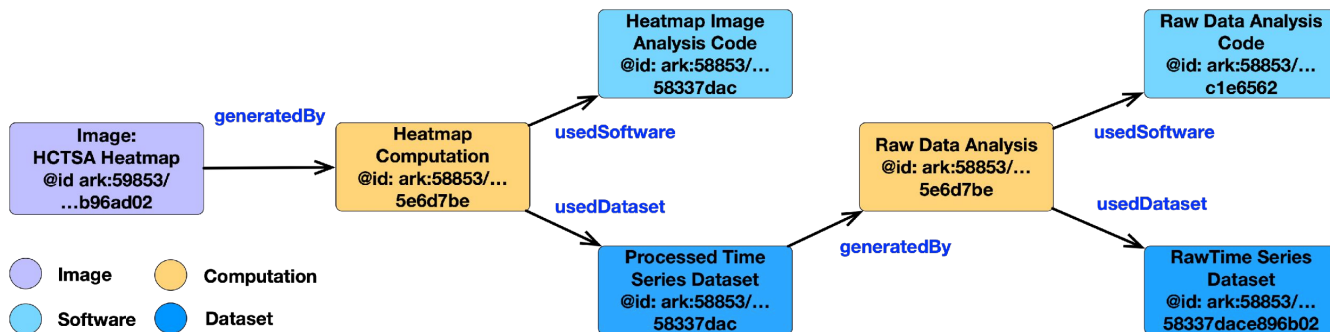 Heatmap Image
Analysis Code
@id: ark:58853/...
58337dac
Raw Data Analysis
Code
@id: ark:58853/...
c1e6562
generatedBy
usedSoftware
usedSoftware
Image:
HCTSA Heatmap
@id ark:59853/
...b96ad02
Heatmap
Computation
@id: ark:58853/...
5e6d7be
Raw Data Analysis
@id: ark:58853/...
5e6d7be
usedDataset
usedDataset
generatedBy
Processed Time
Series Dataset
@id: ark:58853/...
58337dac
RawTime Series
Dataset
@id: ark:58853/...
58337dace896b02
Image
Computation
Software
Dataset